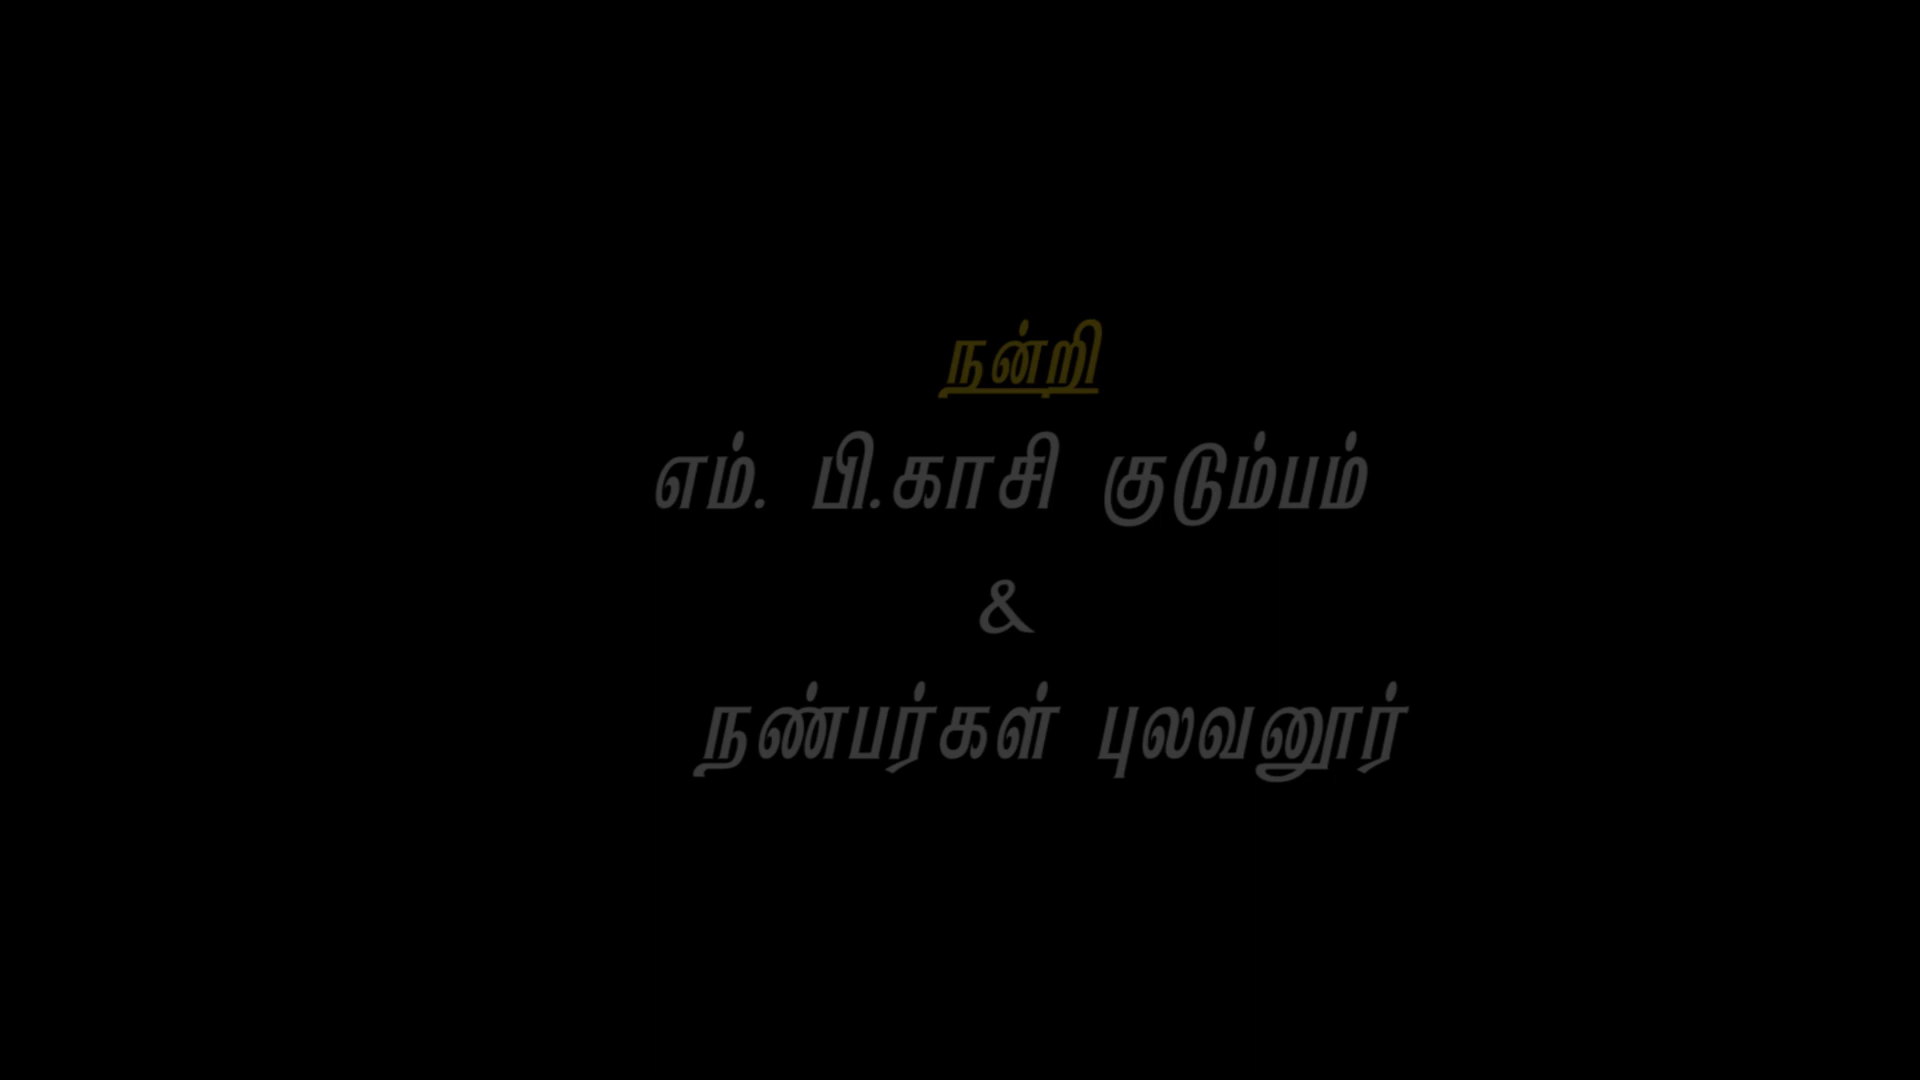 நன்றி
எம். பி.காசி குடும்பம்
&
நண்பர்கள் புலவனூர்